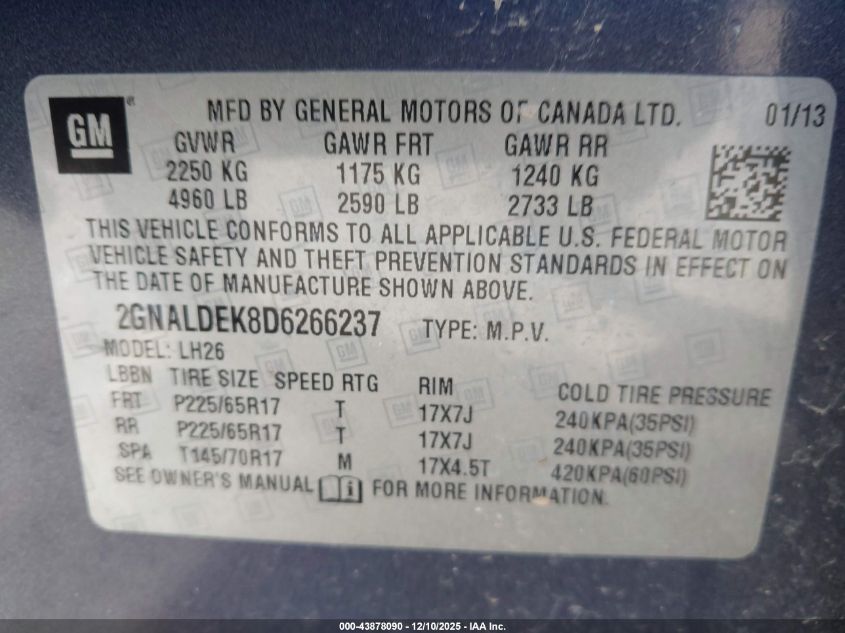 GM
MFD BY GENERAL MOTORS OF CANADA LTD. 01/13
GVWR GAWR FRT GAWR RR
2250 KG 1175 KG 1240 KG
4960 LB 2590 LB 2733 LB
THIS VEHICLE CONFORMS TO ALL APPLICABLE U.S. FEDERAL MOTOR
VEHICLE SAFETY AND THEFT PREVENTION STANDARDS IN EFFECT ON
THE DATE OF MANUFACTURE SHOWN ABOVE.
2GNALDEK8D6266237 TYPE: M.P.V.
MODEL: LH26
LBBN TIRE SIZE SPEED RTG RIM COLD TIRE PRESSURE
FRT P225/65R17 T 17X7J 240KPA(35PSI)
RR P225/65R17 T 17X7J 240KPA(35PSI)
SPA T145/70R17 M 17X4.5T 420KPA(60PSI)
SEE OWNER'S MANUAL FOR MORE INFORMATION.
000-43878090 - 12/10/2025 - IAA Inc.